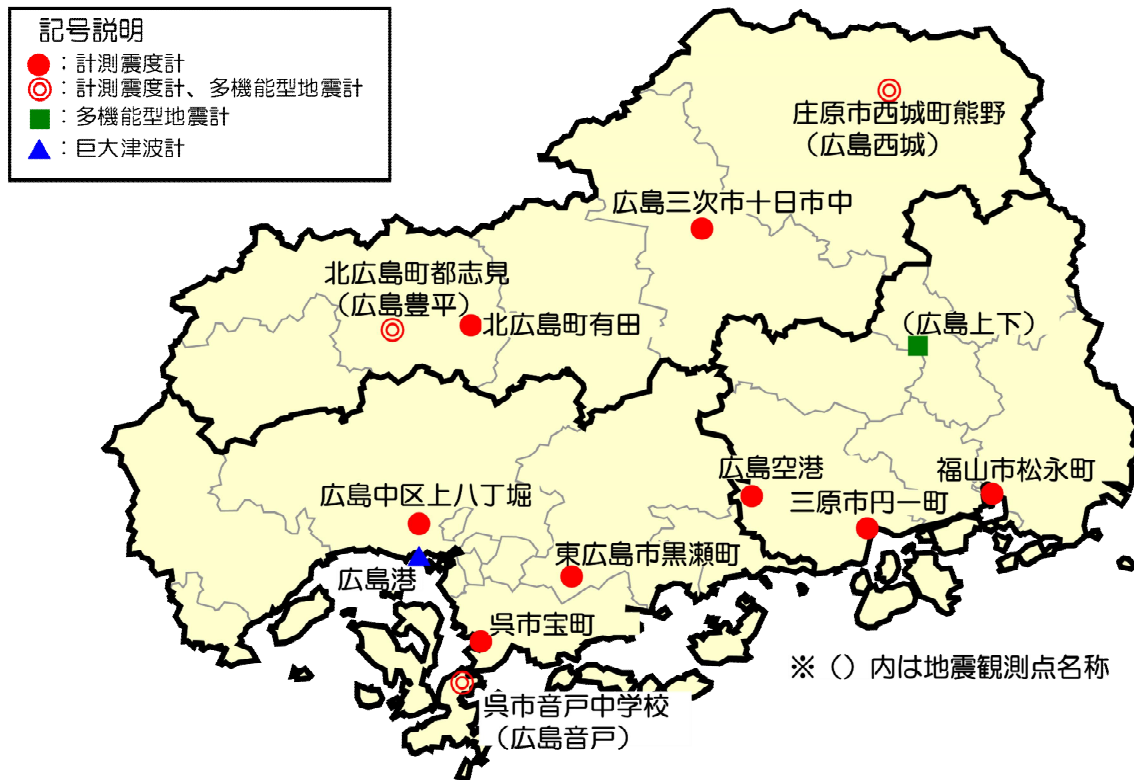 記号説明
：計測震度計
：計測震度計、多機能型地震計
：多機能型地震計
：巨大津波計
庄原市西城町熊野
（広島西城）
広島三次市十日市中
北広島町都志見
（広島豊平）
北広島町有田
（広島上下）
広島空港
福山市松永町
広島中区上八丁堀
三原市円一町
東広島市黒瀬町
広島港
呉市宝町
※（）内は地震観測点名称
呉市音戸中学校
（広島音戸）